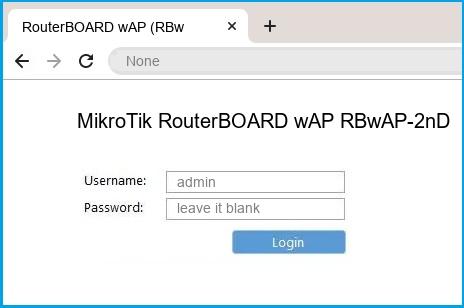 RouterBOARD wAP (RBw
None
MikroTik RouterBOARD wAP RBwAP-2nD
Username: admin
Password: leave it blank
Login